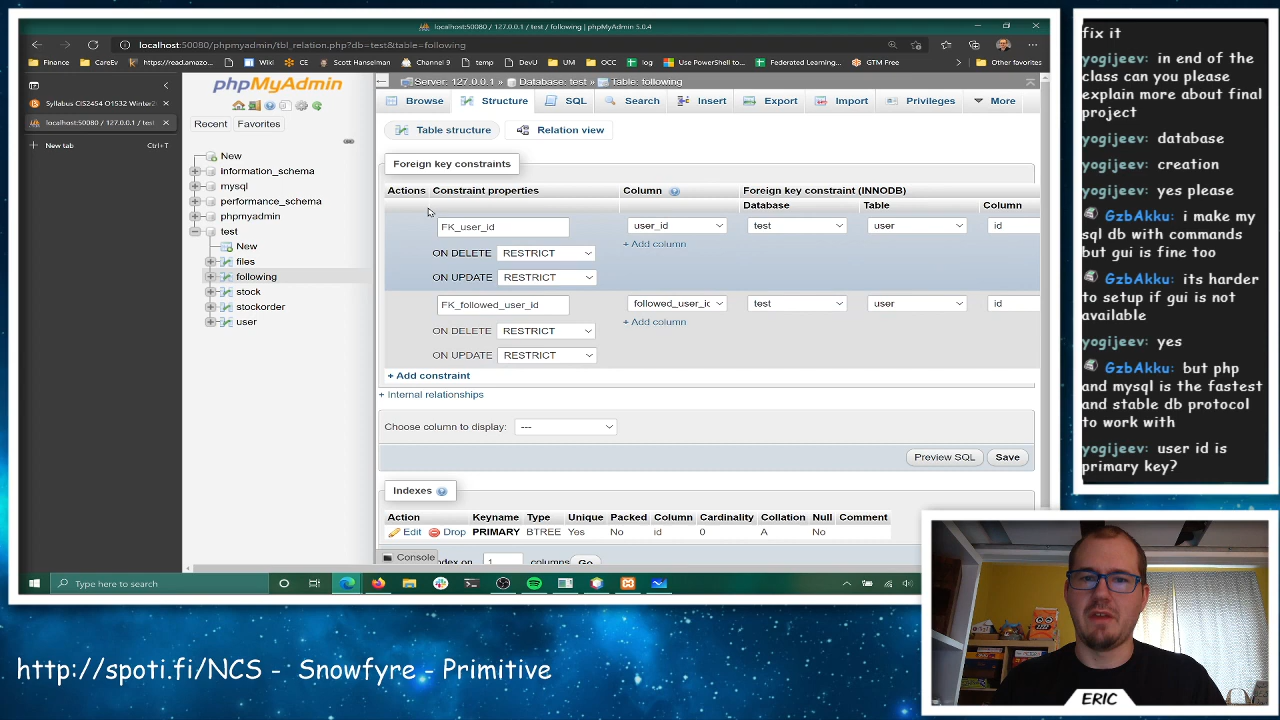 localhost:50080 / 127.0.0.1 / test / following | phpMyAdmin 5.0.4
localhost:50080/phpmyadmin/tbl_relation.php?db=test&table=following
Finance
CareEv
https://read.amazo...
Wiki
CE
Scott Hanselman
Channel 9
temp
DevU
UM
OCC
log
Use PowerShell to...
Federated Learning...
GTM Free
Other favorites
Syllabus CIS2454 O1532 Winter2
localhost:50080 / 127.0.0.1 / test
New tab
Ctrl+T
phpMyAdmin
Recent
Favorites
New
information_schema
mysql
performance_schema
phpmyadmin
test
New
files
following
stock
stockorder
user
Server: 127.0.0.1 » Database: test » Table: following
Browse
Structure
SQL
Search
Insert
Export
Import
Privileges
More
Table structure
Relation view
Foreign key constraints
Actions Constraint properties Column Foreign key constraint (INNODB)
Database Table Column
FK_user_id user_id test user id
+ Add column
ON DELETE RESTRICT
ON UPDATE RESTRICT
FK_followed_user_id followed_user_id test user id
+ Add column
ON DELETE RESTRICT
ON UPDATE RESTRICT
+ Add constraint
+ Internal relationships
Choose column to display: ---
Preview SQL Save
Indexes
Action Keyname Type Unique Packed Column Cardinality Collation Null Comment
Edit Drop PRIMARY BTREE Yes No id 0 A No
Console
index on 1 columns Go
Type here to search
fix it
yogijeev: in end of the
class can you please
explain more about final
project
yogijeev: database
yogijeev: creation
yogijeev: yes please
GzbAkku: i make my
sql db with commands
but gui is fine too
GzbAkku: its harder
to setup if gui is not
available
yogijeev: yes
GzbAkku: but php
and mysql is the fastest
and stable db protocol
to work with
yogijeev: user id is
primary key?
ERIC
http://spoti.fi/NCS - Snowfyre - Primitive